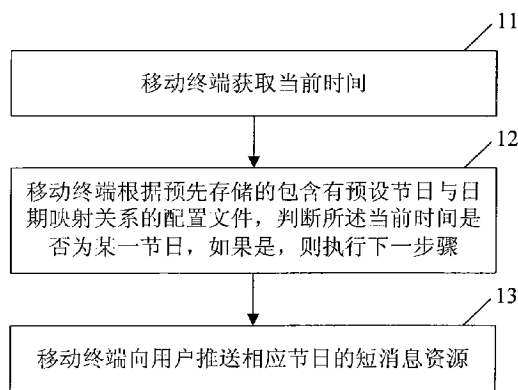 11
移动终端获取当前时间
12
移动终端根据预先存储的包含有预设节日与日
期映射关系的配置文件，判断所述当前时间是
否为某一节日，如果是，则执行下一步骤
13
移动终端向用户推送相应节日的短消息资源